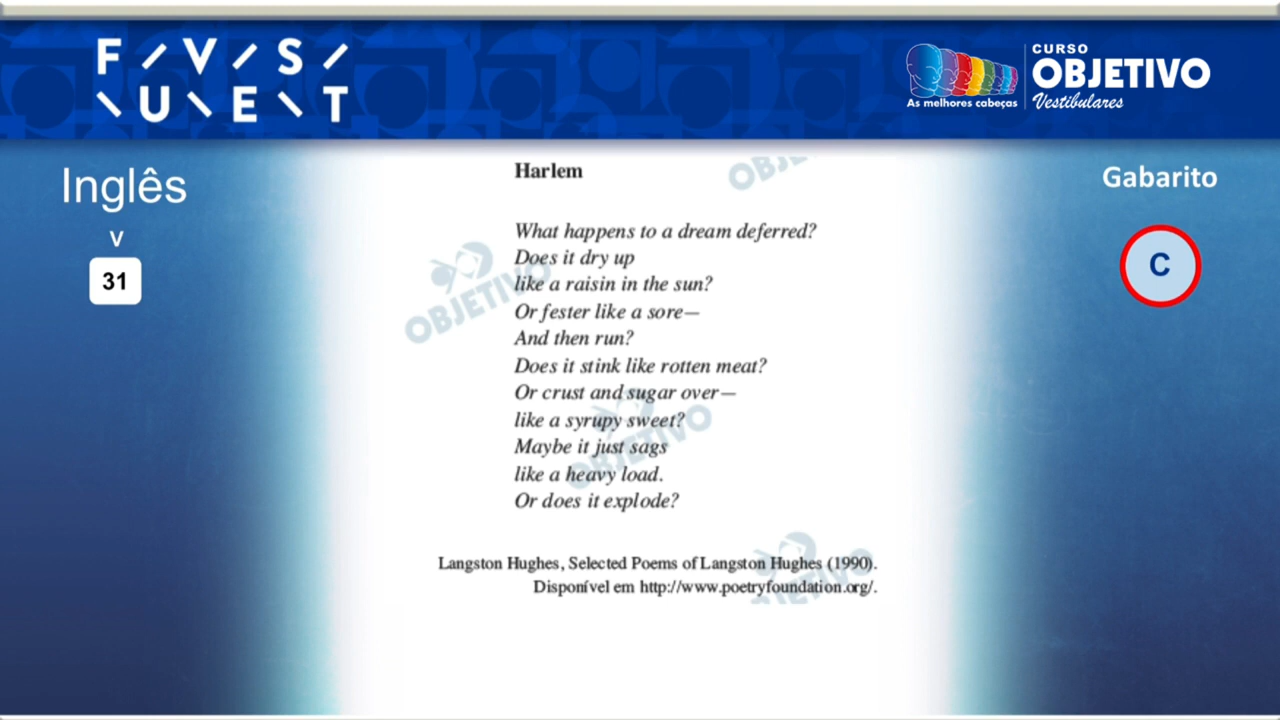 F / V / S /
\ U \ E \ T
As melhores cabeças
CURSO
OBJETIVO
Vestibulares
Inglês
V
31
Gabarito
C
Harlem
What happens to a dream deferred?
Does it dry up
like a raisin in the sun?
Or fester like a sore—
And then run?
Does it stink like rotten meat?
Or crust and sugar over—
like a syrupy sweet?
Maybe it just sags
like a heavy load.
Or does it explode?
Langston Hughes, Selected Poems of Langston Hughes (1990).
Disponível em http://www.poetryfoundation.org/.
OBJETIVO
OBJETIVO